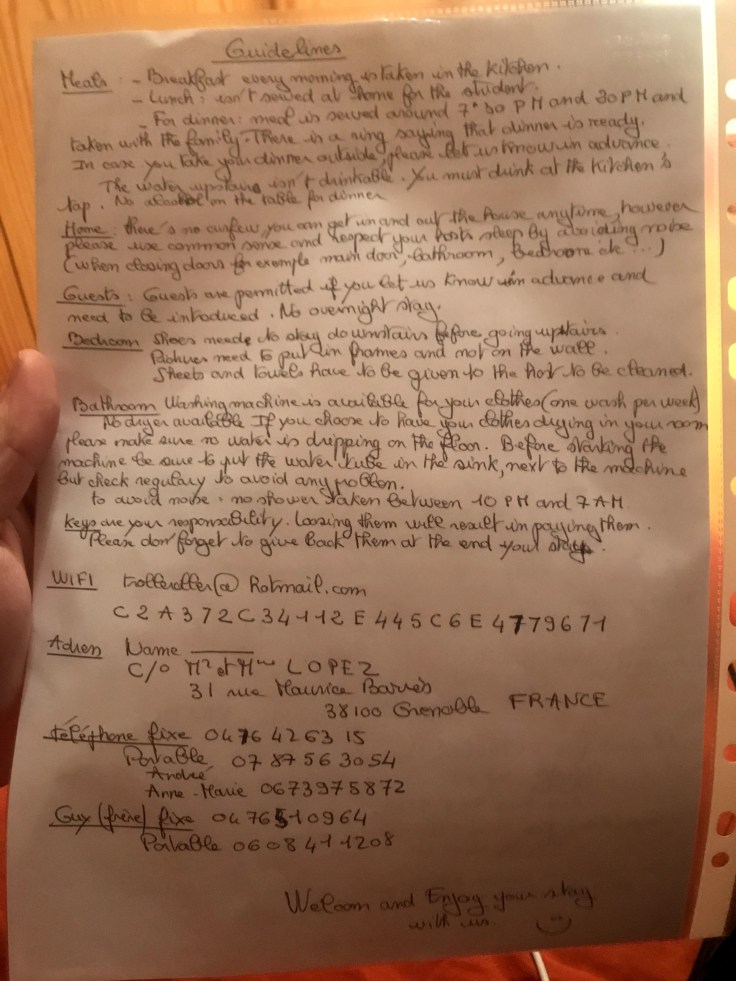 Guidelines
Meals : - Breakfast every morning is taken in the kitchen.
- Lunch : isn't served at home for the student.
- For dinner: meal is served around 7°30 PM and 30PM and
taken with the family. There is a ring saying that dinner is ready.
In case you take your dinner outside, please let us know in advance.
The water upstairs isn't drinkable. You must drink at the kitchen's
tap. No alcohol on the table for dinner
Home : there's no curfew, you can get in and out the house anytime, however
please use common sense and respect your hosts sleep by avoiding noise
(when closing doors for example main door, bathroom, bedroom etc...)
Guests : Guests are permitted if you let us know in advance and
need to be introduced. No overnight stay.
Bedroom Shoes needs to stay downstairs before going upstairs.
need to put in frames and not on the wall.
Sheets and towels have to be given to the host to be cleaned.
Bathroom Washing machine is available for your clothes (one wash per week)
No dryer available If you choose to have your clothes drying in your room
please make sure no water is dripping on the floor. Before starting the
machine be sure to put the water tube in the sink, next to the machine
But check regulary to avoid any problem.
to avoid noise . no shower taken between 10 PM and 7 AM
Keys are your responsability. Loosing them will result in paying them.
Please don forget to give back them at the end your stay.
WIFI trolleroller@hotmail.com
C2A372C34112E445C6E4779671
Name
C/O Mr et Mme LOPEZ
31 rue Maurice Barrès
38100 Grenoble FRANCE
téléphone fixe 0476426315
Portable 0787563054
André
Anne-Marie 0673975872
Guy (frère) fixe 0476510964
Portable 0608411208
Welcom and Enjoy your stay
with us.